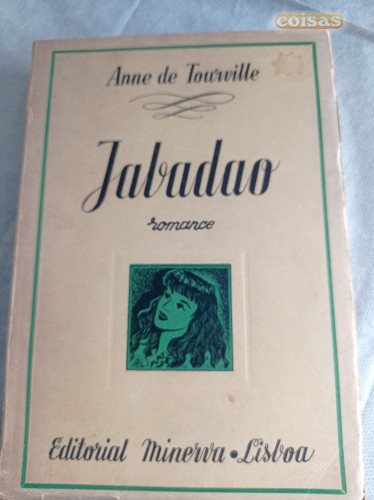 coisas
Anne de Tourville
Jabadao
romance
Editorial Minerva • Lisboa